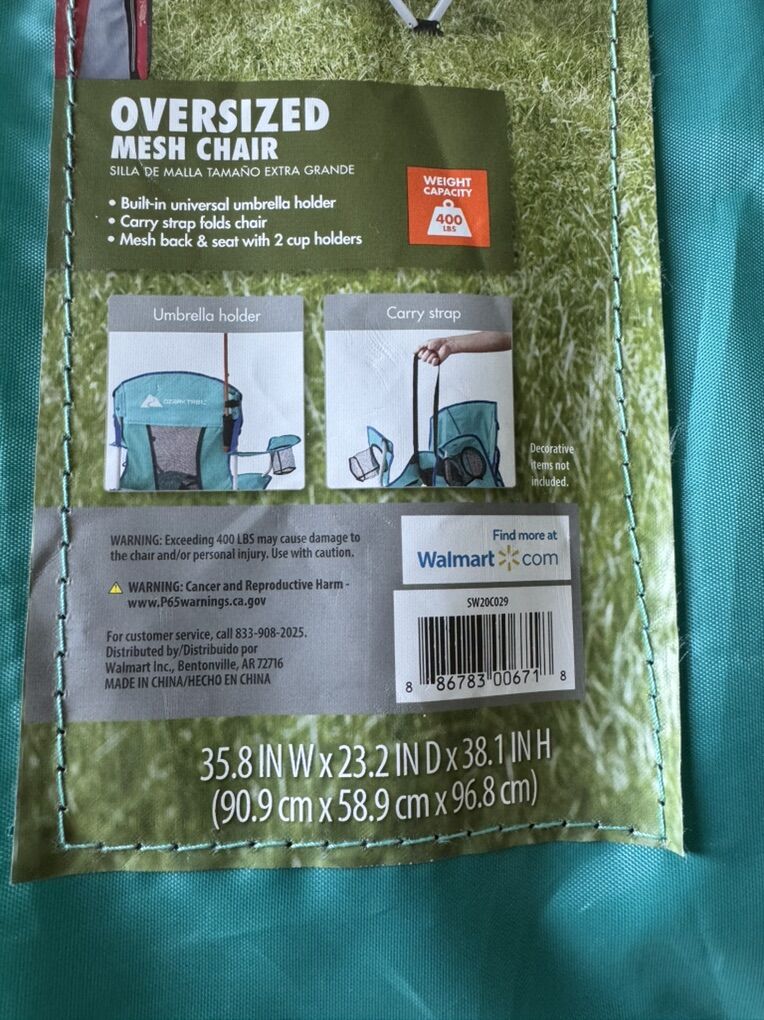 OVERSIZED
MESH CHAIR
SILLA DE MALLA TAMAÑO EXTRA GRANDE
• Built-in universal umbrella holder
• Carry strap folds chair
• Mesh back & seat with 2 cup holders
WEIGHT
CAPACITY
400
LBS
Umbrella holder
Carry strap
OZARK TRAIL
Decorative
items not
included.
WARNING: Exceeding 400 LBS may cause damage to
the chair and/or personal injury. Use with caution.
WARNING: Cancer and Reproductive Harm -
www.P65warnings.ca.gov
For customer service, call 833-908-2025.
Distributed by/Distribuido por
Walmart Inc., Bentonville, AR 72716
MADE IN CHINA/HECHO EN CHINA
Find more at
Walmart com
SW20C029
8 86783 00671 8
35.8 IN W x 23.2 IN D x 38.1 IN H
(90.9 cm x 58.9 cm x 96.8 cm)